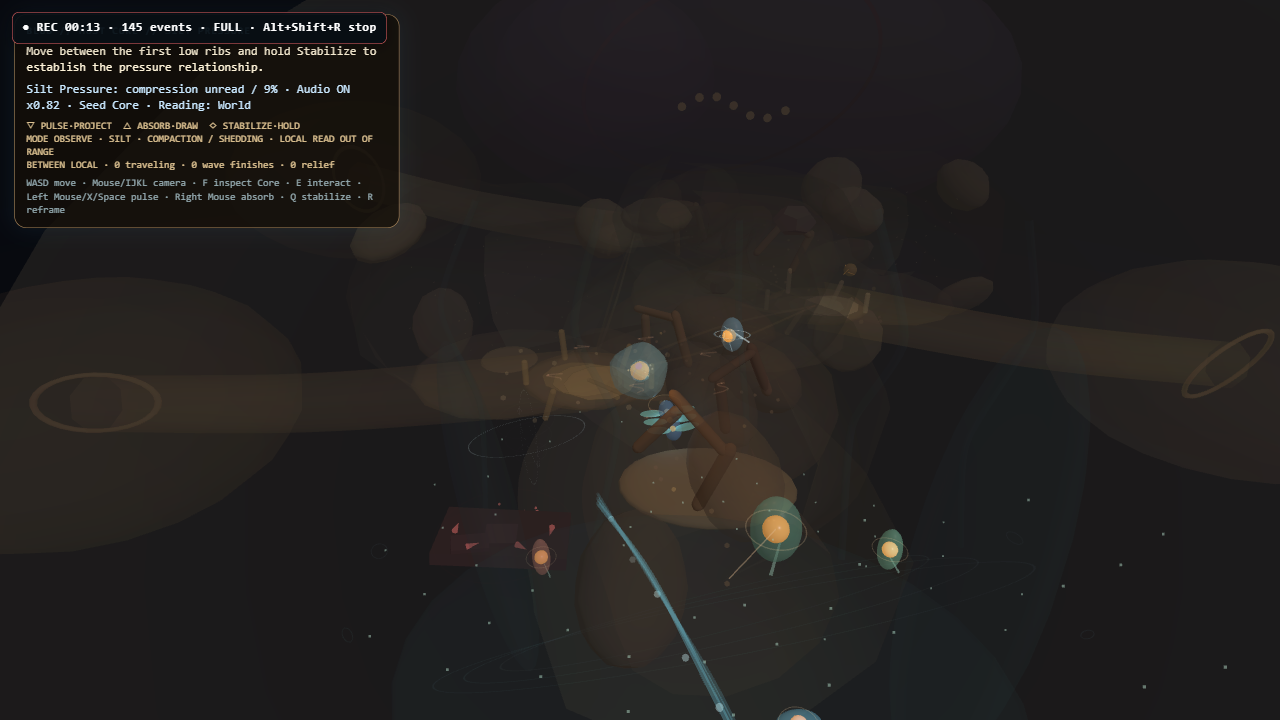 ● REC 00:13 · 145 events · FULL · Alt+Shift+R stop
Move between the first low ribs and hold Stabilize to
establish the pressure relationship.
Silt Pressure: compression unread / 9% · Audio ON
x0.82 · Seed Core · Reading: World
▽ PULSE·PROJECT △ ABSORB·DRAW ◇ STABILIZE·HOLD
MODE OBSERVE · SILT · COMPACTION / SHEDDING · LOCAL READ OUT OF
RANGE
BETWEEN LOCAL · 0 traveling · 0 wave finishes · 0 relief
WASD move · Mouse/IJKL camera · F inspect Core · E interact ·
Left Mouse/X/Space pulse · Right Mouse absorb · Q stabilize · R
reframe